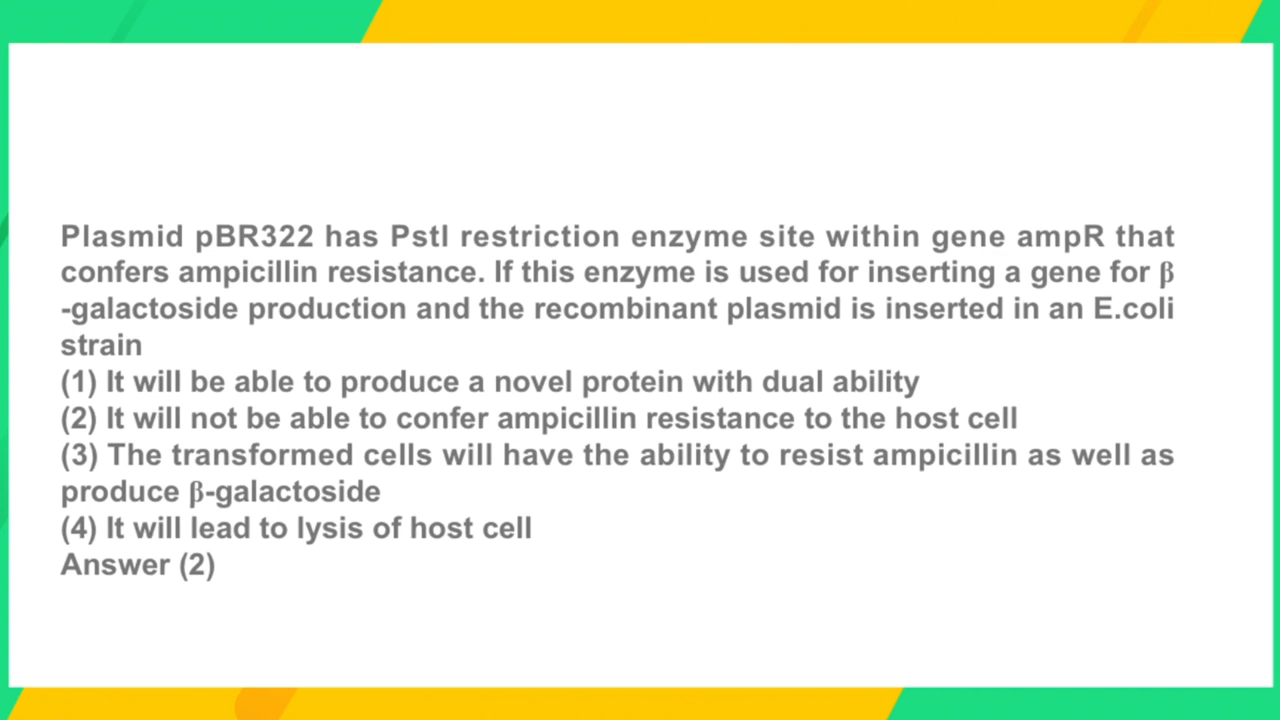 Plasmid pBR322 has PstI restriction enzyme site within gene ampR that
confers ampicillin resistance. If this enzyme is used for inserting a gene for β
-galactoside production and the recombinant plasmid is inserted in an E.coli
strain
(1) It will be able to produce a novel protein with dual ability
(2) It will not be able to confer ampicillin resistance to the host cell
(3) The transformed cells will have the ability to resist ampicillin as well as
produce β-galactoside
(4) It will lead to lysis of host cell
Answer (2)